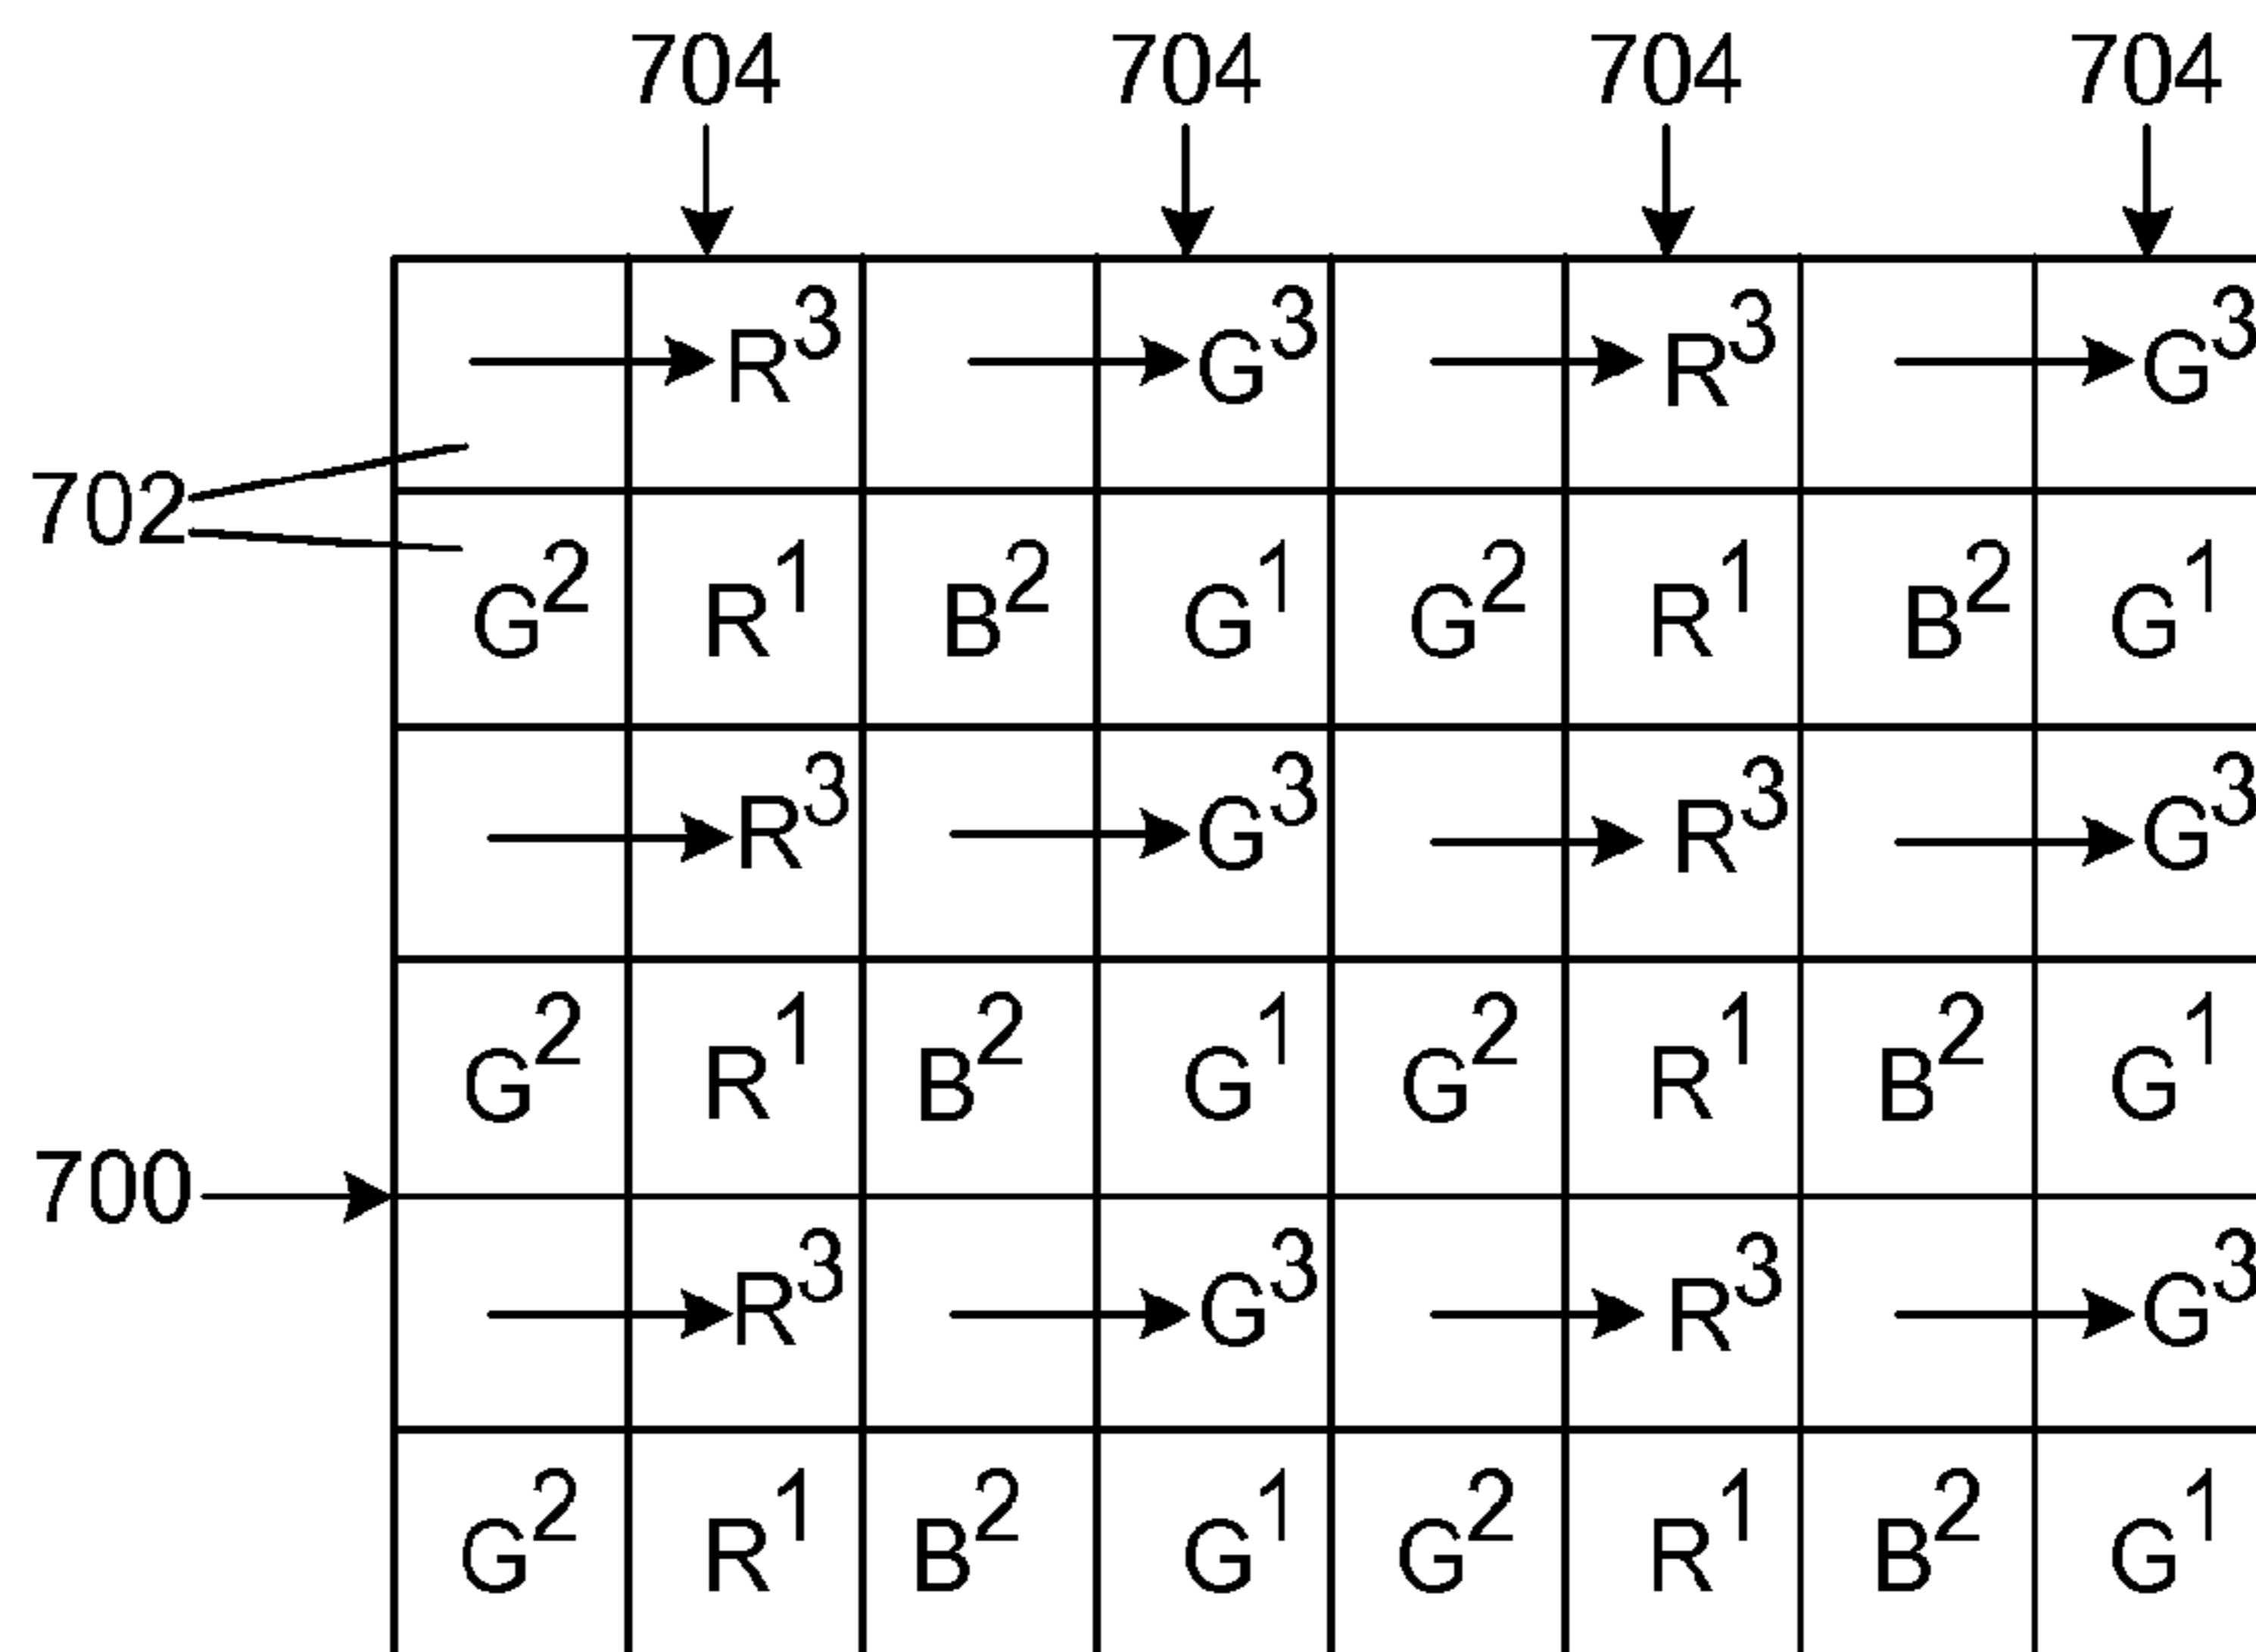 704 704 704 704
R³ G³ R³ G³
702
G² R¹ B² G¹ G² R¹ B² G¹
R³ G³ R³ G³
G² R¹ B² G¹ G² R¹ B² G¹
700
R³ G³ R³ G³
G² R¹ B² G¹ G² R¹ B² G¹